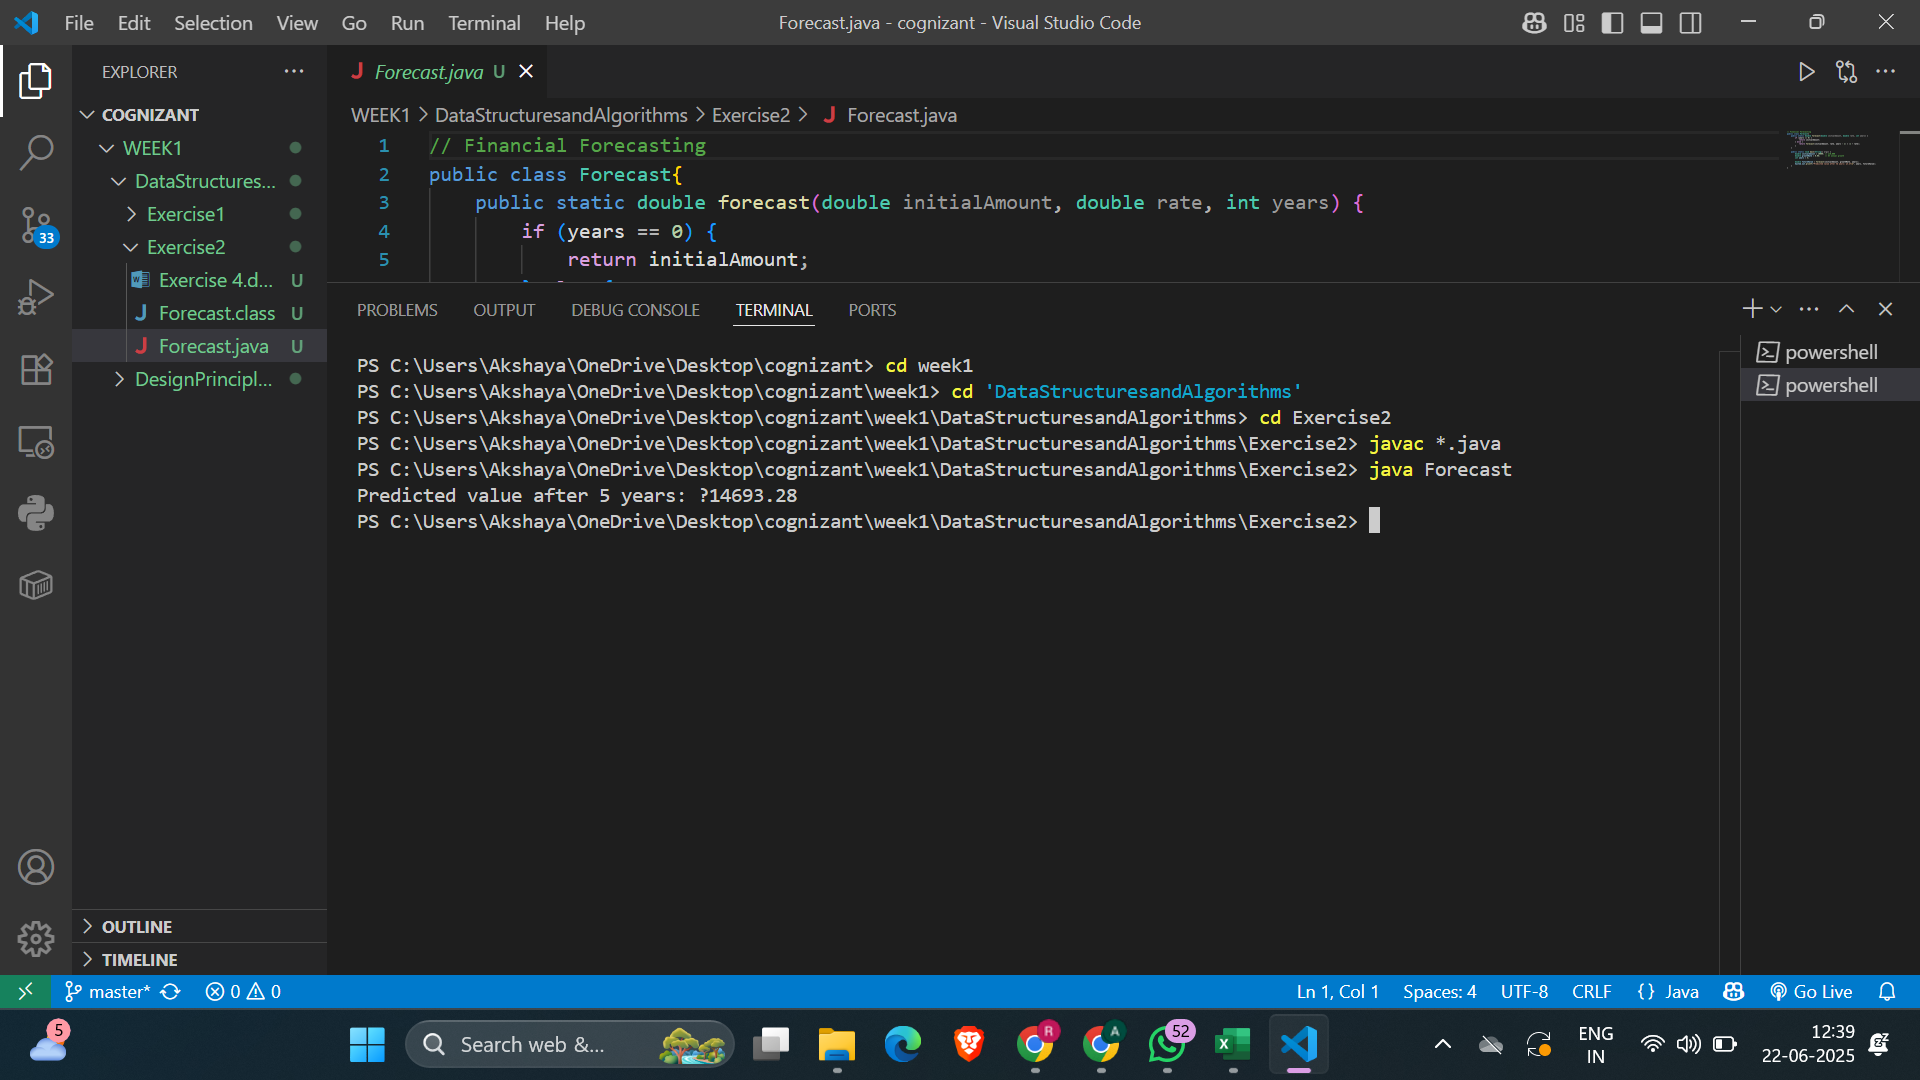 File Edit Selection View Go Run Terminal Help
Forecast.java - cognizant - Visual Studio Code
EXPLORER
COGNIZANT
WEEK1
DataStructures...
Exercise1
Exercise2
Exercise 4.d... U
Forecast.class U
Forecast.java U
DesignPrincipl...
OUTLINE
TIMELINE
33
Forecast.java U
WEEK1 > DataStructuresandAlgorithms > Exercise2 > Forecast.java
1 // Financial Forecasting
2 public class Forecast{
3 public static double forecast(double initialAmount, double rate, int years) {
4 if (years == 0) {
5 return initialAmount;
PROBLEMS OUTPUT DEBUG CONSOLE TERMINAL PORTS
PS C:\Users\Akshaya\OneDrive\Desktop\cognizant> cd week1
PS C:\Users\Akshaya\OneDrive\Desktop\cognizant\week1> cd 'DataStructuresandAlgorithms'
PS C:\Users\Akshaya\OneDrive\Desktop\cognizant\week1\DataStructuresandAlgorithms> cd Exercise2
PS C:\Users\Akshaya\OneDrive\Desktop\cognizant\week1\DataStructuresandAlgorithms\Exercise2> javac *.java
PS C:\Users\Akshaya\OneDrive\Desktop\cognizant\week1\DataStructuresandAlgorithms\Exercise2> java Forecast
Predicted value after 5 years: ?14693.28
PS C:\Users\Akshaya\OneDrive\Desktop\cognizant\week1\DataStructuresandAlgorithms\Exercise2>
powershell
powershell
master* 0 0
Ln 1, Col 1 Spaces: 4 UTF-8 CRLF {} Java Go Live
5
Search web &...
R
A
52
ENG
IN
12:39
22-06-2025